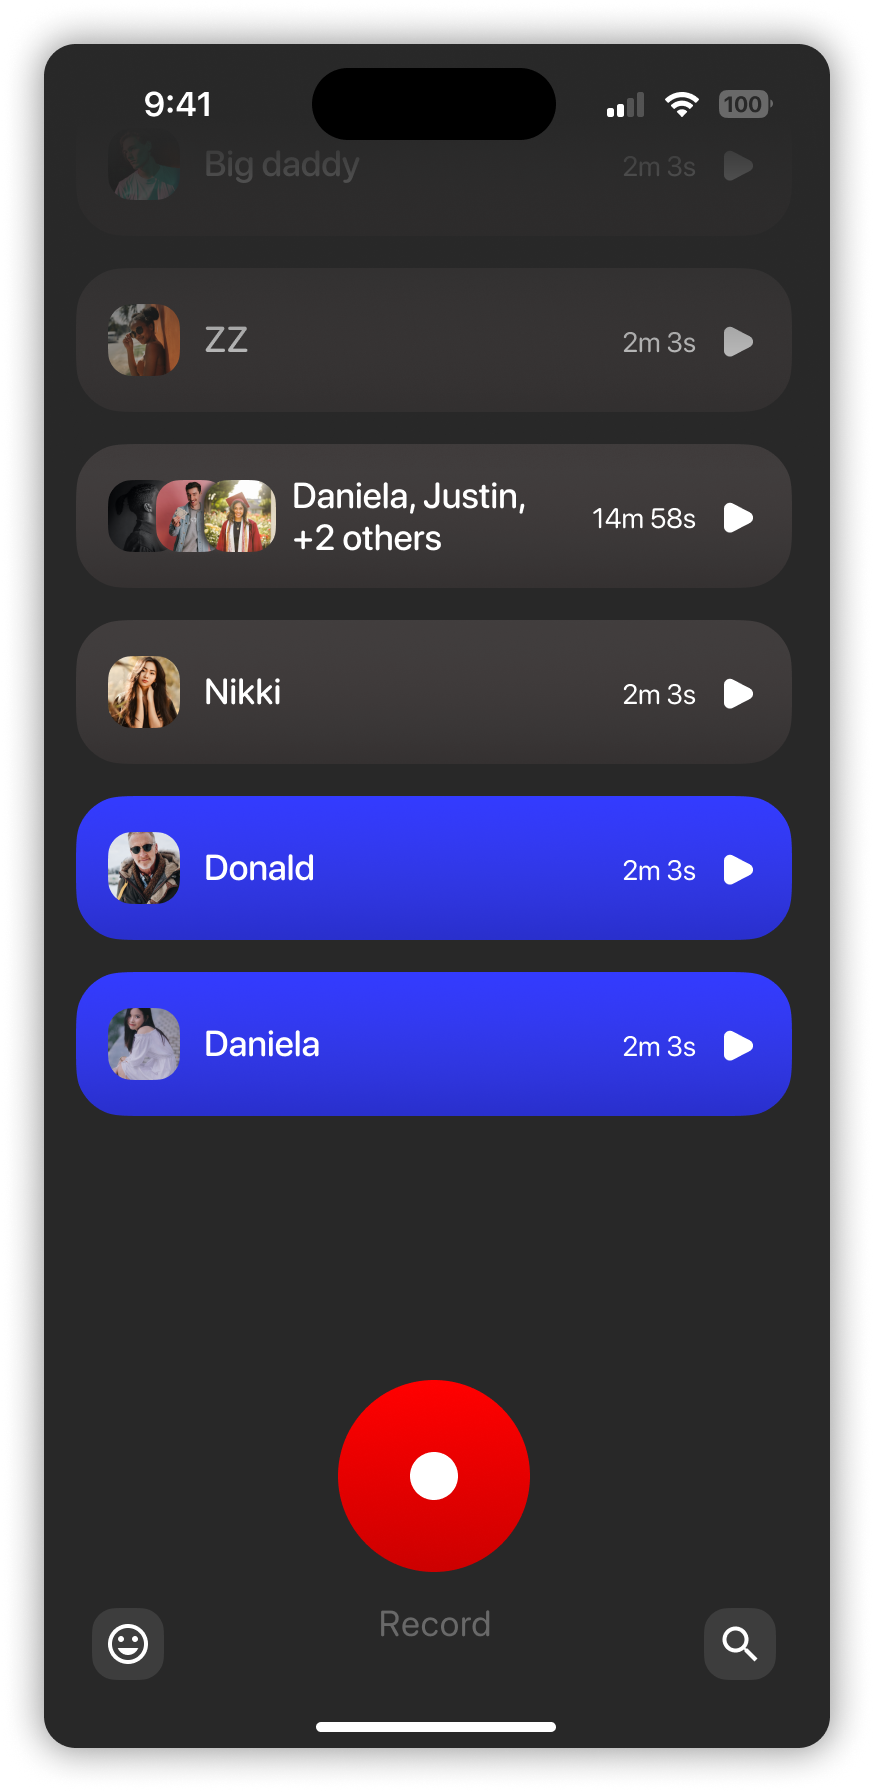 9:41
100
Big daddy
2m 3s
ZZ
2m 3s
Daniela, Justin,
+2 others
14m 58s
Nikki
2m 3s
Donald
2m 3s
Daniela
2m 3s
Record